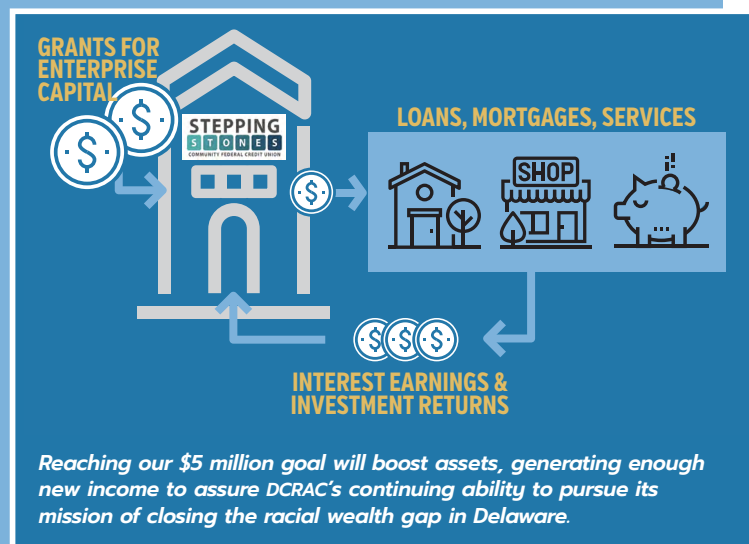 GRANTS FOR
ENTERPRISE
CAPITAL
$
$
STEPPING
STONES
COMMUNITY FEDERAL CREDIT UNION
$
LOANS, MORTGAGES, SERVICES
SHOP
$ $ $
INTEREST EARNINGS &
INVESTMENT RETURNS
Reaching our $5 million goal will boost assets, generating enough
new income to assure DCRAC's continuing ability to pursue its
mission of closing the racial wealth gap in Delaware.